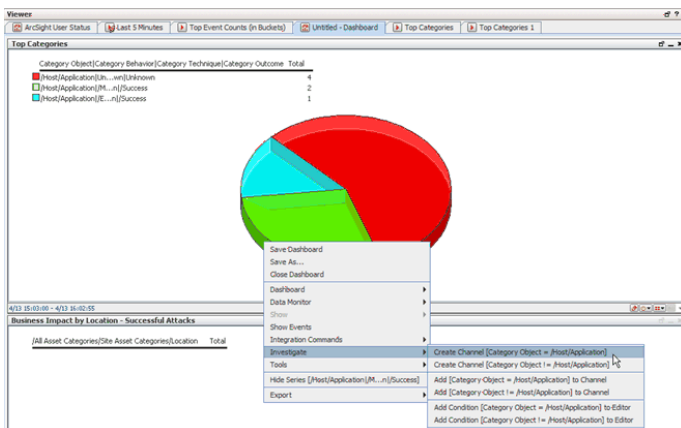 Viewer
ArcSight User Status Last 5 Minutes Top Event Counts (in Buckets) Untitled - Dashboard Top Categories Top Categories 1
Top Categories
Category Object|Category Behavior|Category Technique|Category Outcome Total
/Host/Application|Un...wn|Unknown 4
/Host/Application|/M...n|/Success 2
/Host/Application|/E...n|/Success 1
Save Dashboard
Save As...
Close Dashboard
Dashboard
Data Monitor
Show
Show Events
Integration Commands
Investigate
Tools
Hide Series [/Host/Application|/M...n|/Success]
Export
Create Channel [Category Object = /Host/Application]
Create Channel [Category Object != /Host/Application]
Add [Category Object = /Host/Application] to Channel
Add [Category Object != /Host/Application] to Channel
Add Condition [Category Object = /Host/Application] to Editor
Add Condition [Category Object != /Host/Application] to Editor
4/13 15:03:00 - 4/13 16:02:55
Business Impact by Location - Successful Attacks
/All Asset Categories/Site Asset Categories/Location Total